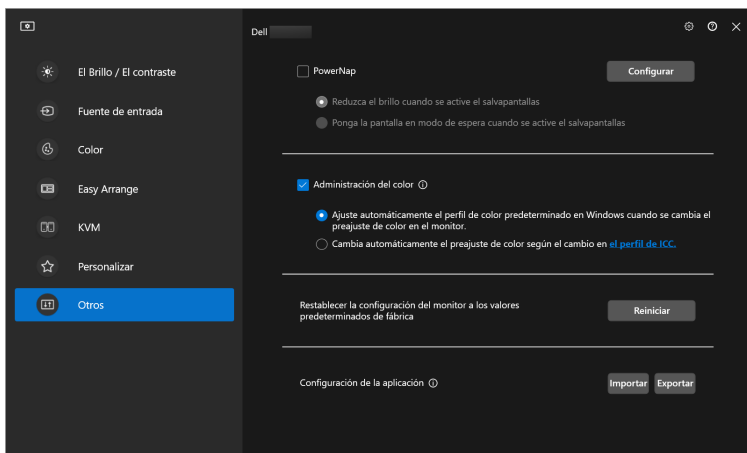 Dell
El Brillo / El contraste
Fuente de entrada
Color
Easy Arrange
KVM
Personalizar
Otros
PowerNap
Configurar
Reduzca el brillo cuando se active el salvapantallas
Ponga la pantalla en modo de espera cuando se active el salvapantallas
Administración del color
Ajuste automáticamente el perfil de color predeterminado en Windows cuando se cambia el
preajuste de color en el monitor.
Cambia automáticamente el preajuste de color según el cambio en el perfil de ICC.
Restablecer la configuración del monitor a los valores
predeterminados de fábrica
Reiniciar
Configuración de la aplicación
Importar Exportar